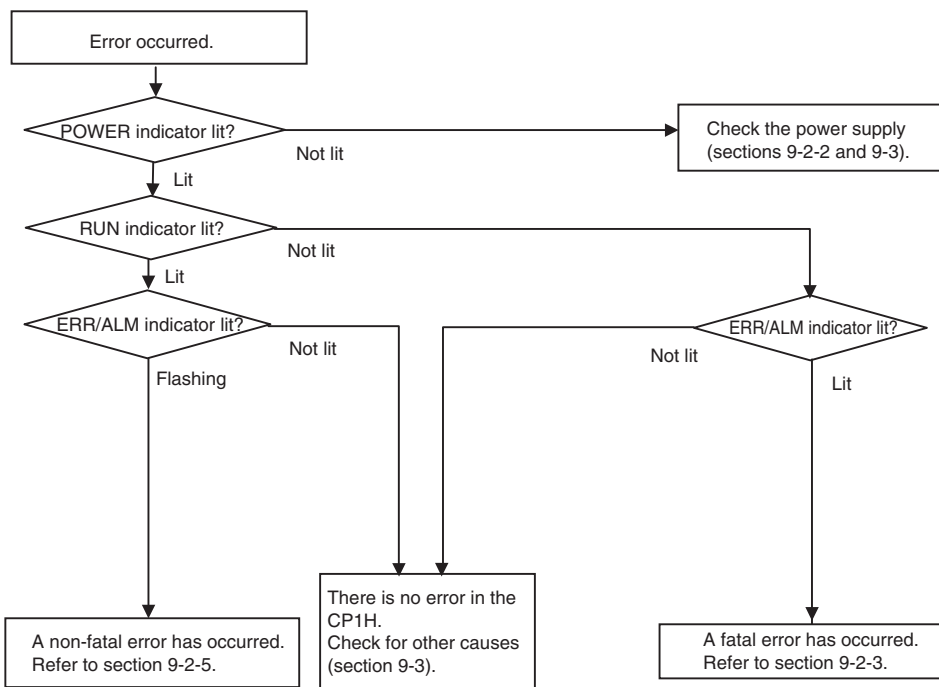 Error occurred.
POWER indicator lit?
Not lit
Check the power supply
(sections 9-2-2 and 9-3).
Lit
RUN indicator lit?
Not lit
Lit
ERR/ALM indicator lit?
Not lit
Flashing
ERR/ALM indicator lit?
Not lit
Lit
A non-fatal error has occurred.
Refer to section 9-2-5.
There is no error in the
CP1H.
Check for other causes
(section 9-3).
A fatal error has occurred.
Refer to section 9-2-3.